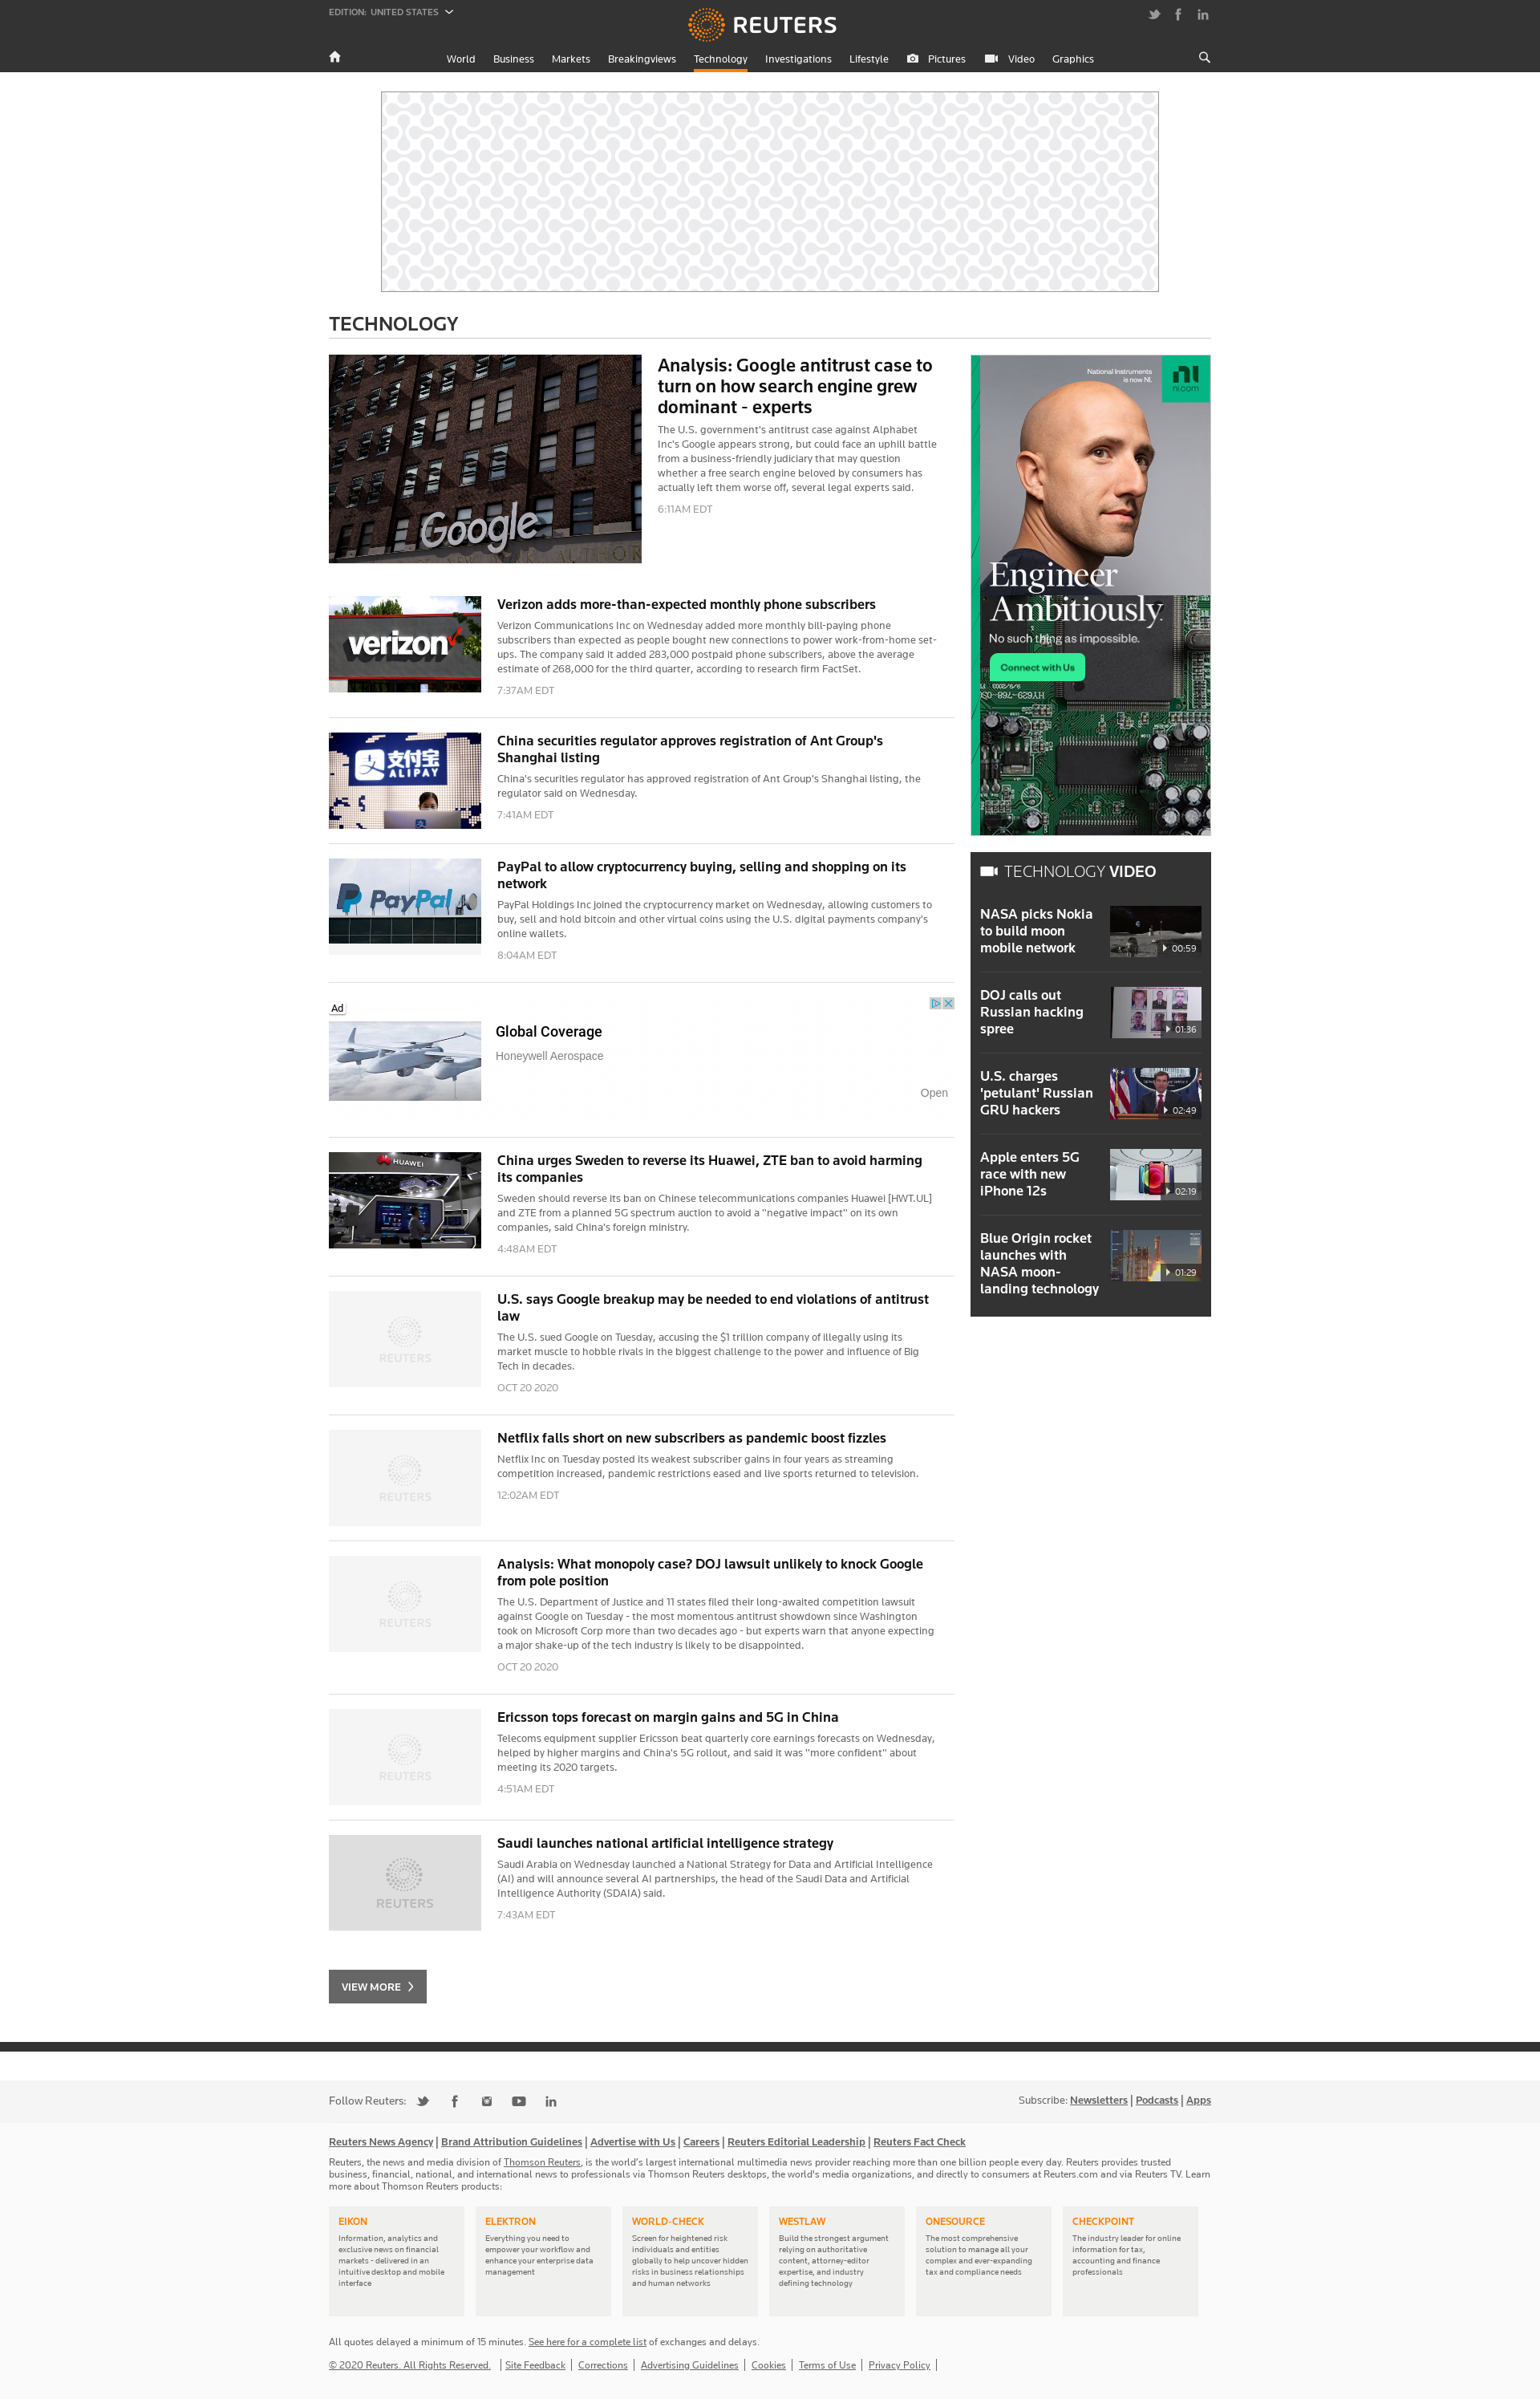 EDITION: UNITED STATES
REUTERS
World Business Markets Breakingviews Technology Investigations Lifestyle Pictures Video Graphics
TECHNOLOGY
Google
AUTHOR
Analysis: Google antitrust case to
turn on how search engine grew
dominant - experts
The U.S. government's antitrust case against Alphabet
Inc's Google appears strong, but could face an uphill battle
from a business-friendly judiciary that may question
whether a free search engine beloved by consumers has
actually left them worse off, several legal experts said.
6:11AM EDT
verizon
Verizon adds more-than-expected monthly phone subscribers
Verizon Communications Inc on Wednesday added more monthly bill-paying phone
subscribers than expected as people bought new connections to power work-from-home set-
ups. The company said it added 283,000 postpaid phone subscribers, above the average
estimate of 268,000 for the third quarter, according to research firm FactSet.
7:37AM EDT
支付宝
ALIPAY
China securities regulator approves registration of Ant Group's
Shanghai listing
China's securities regulator has approved registration of Ant Group's Shanghai listing, the
regulator said on Wednesday.
7:41AM EDT
PayPal
PayPal to allow cryptocurrency buying, selling and shopping on its
network
PayPal Holdings Inc joined the cryptocurrency market on Wednesday, allowing customers to
buy, sell and hold bitcoin and other virtual coins using the U.S. digital payments company's
online wallets.
8:04AM EDT
Ad
Global Coverage
Honeywell Aerospace
Open
HUAWEI
China urges Sweden to reverse its Huawei, ZTE ban to avoid harming
its companies
Sweden should reverse its ban on Chinese telecommunications companies Huawei [HWT.UL]
and ZTE from a planned 5G spectrum auction to avoid a "negative impact" on its own
companies, said China's foreign ministry.
4:48AM EDT
REUTERS
U.S. says Google breakup may be needed to end violations of antitrust
law
The U.S. sued Google on Tuesday, accusing the $1 trillion company of illegally using its
market muscle to hobble rivals in the biggest challenge to the power and influence of Big
Tech in decades.
OCT 20 2020
REUTERS
Netflix falls short on new subscribers as pandemic boost fizzles
Netflix Inc on Tuesday posted its weakest subscriber gains in four years as streaming
competition increased, pandemic restrictions eased and live sports returned to television.
12:02AM EDT
REUTERS
Analysis: What monopoly case? DOJ lawsuit unlikely to knock Google
from pole position
The U.S. Department of Justice and 11 states filed their long-awaited competition lawsuit
against Google on Tuesday - the most momentous antitrust showdown since Washington
took on Microsoft Corp more than two decades ago - but experts warn that anyone expecting
a major shake-up of the tech industry is likely to be disappointed.
OCT 20 2020
REUTERS
Ericsson tops forecast on margin gains and 5G in China
Telecoms equipment supplier Ericsson beat quarterly core earnings forecasts on Wednesday,
helped by higher margins and China's 5G rollout, and said it was "more confident" about
meeting its 2020 targets.
4:51AM EDT
REUTERS
Saudi launches national artificial intelligence strategy
Saudi Arabia on Wednesday launched a National Strategy for Data and Artificial Intelligence
(AI) and will announce several AI partnerships, the head of the Saudi Data and Artificial
Intelligence Authority (SDAIA) said.
7:43AM EDT
VIEW MORE
National Instruments
is now NI.
ni
ni.com
Engineer
Ambitiously.
No such thing as impossible.
Connect with Us
TECHNOLOGY VIDEO
NASA picks Nokia
to build moon
mobile network
00:59
DOJ calls out
Russian hacking
spree
01:36
U.S. charges
'petulant' Russian
GRU hackers
02:49
Apple enters 5G
race with new
iPhone 12s
02:19
Blue Origin rocket
launches with
NASA moon-
landing technology
01:29
Follow Reuters:
Subscribe: Newsletters | Podcasts | Apps
Reuters News Agency | Brand Attribution Guidelines | Advertise with Us | Careers | Reuters Editorial Leadership | Reuters Fact Check
Reuters, the news and media division of Thomson Reuters, is the world's largest international multimedia news provider reaching more than one billion people every day. Reuters provides trusted
business, financial, national, and international news to professionals via Thomson Reuters desktops, the world's media organizations, and directly to consumers at Reuters.com and via Reuters TV. Learn
more about Thomson Reuters products:
EIKON
Information, analytics and
exclusive news on financial
markets - delivered in an
intuitive desktop and mobile
interface
ELEKTRON
Everything you need to
empower your workflow and
enhance your enterprise data
management
WORLD-CHECK
Screen for heightened risk
individuals and entities
globally to help uncover hidden
risks in business relationships
and human networks
WESTLAW
Build the strongest argument
relying on authoritative
content, attorney-editor
expertise, and industry
defining technology
ONESOURCE
The most comprehensive
solution to manage all your
complex and ever-expanding
tax and compliance needs
CHECKPOINT
The industry leader for online
information for tax,
accounting and finance
professionals
All quotes delayed a minimum of 15 minutes. See here for a complete list of exchanges and delays.
© 2020 Reuters. All Rights Reserved. | Site Feedback | Corrections | Advertising Guidelines | Cookies | Terms of Use | Privacy Policy |